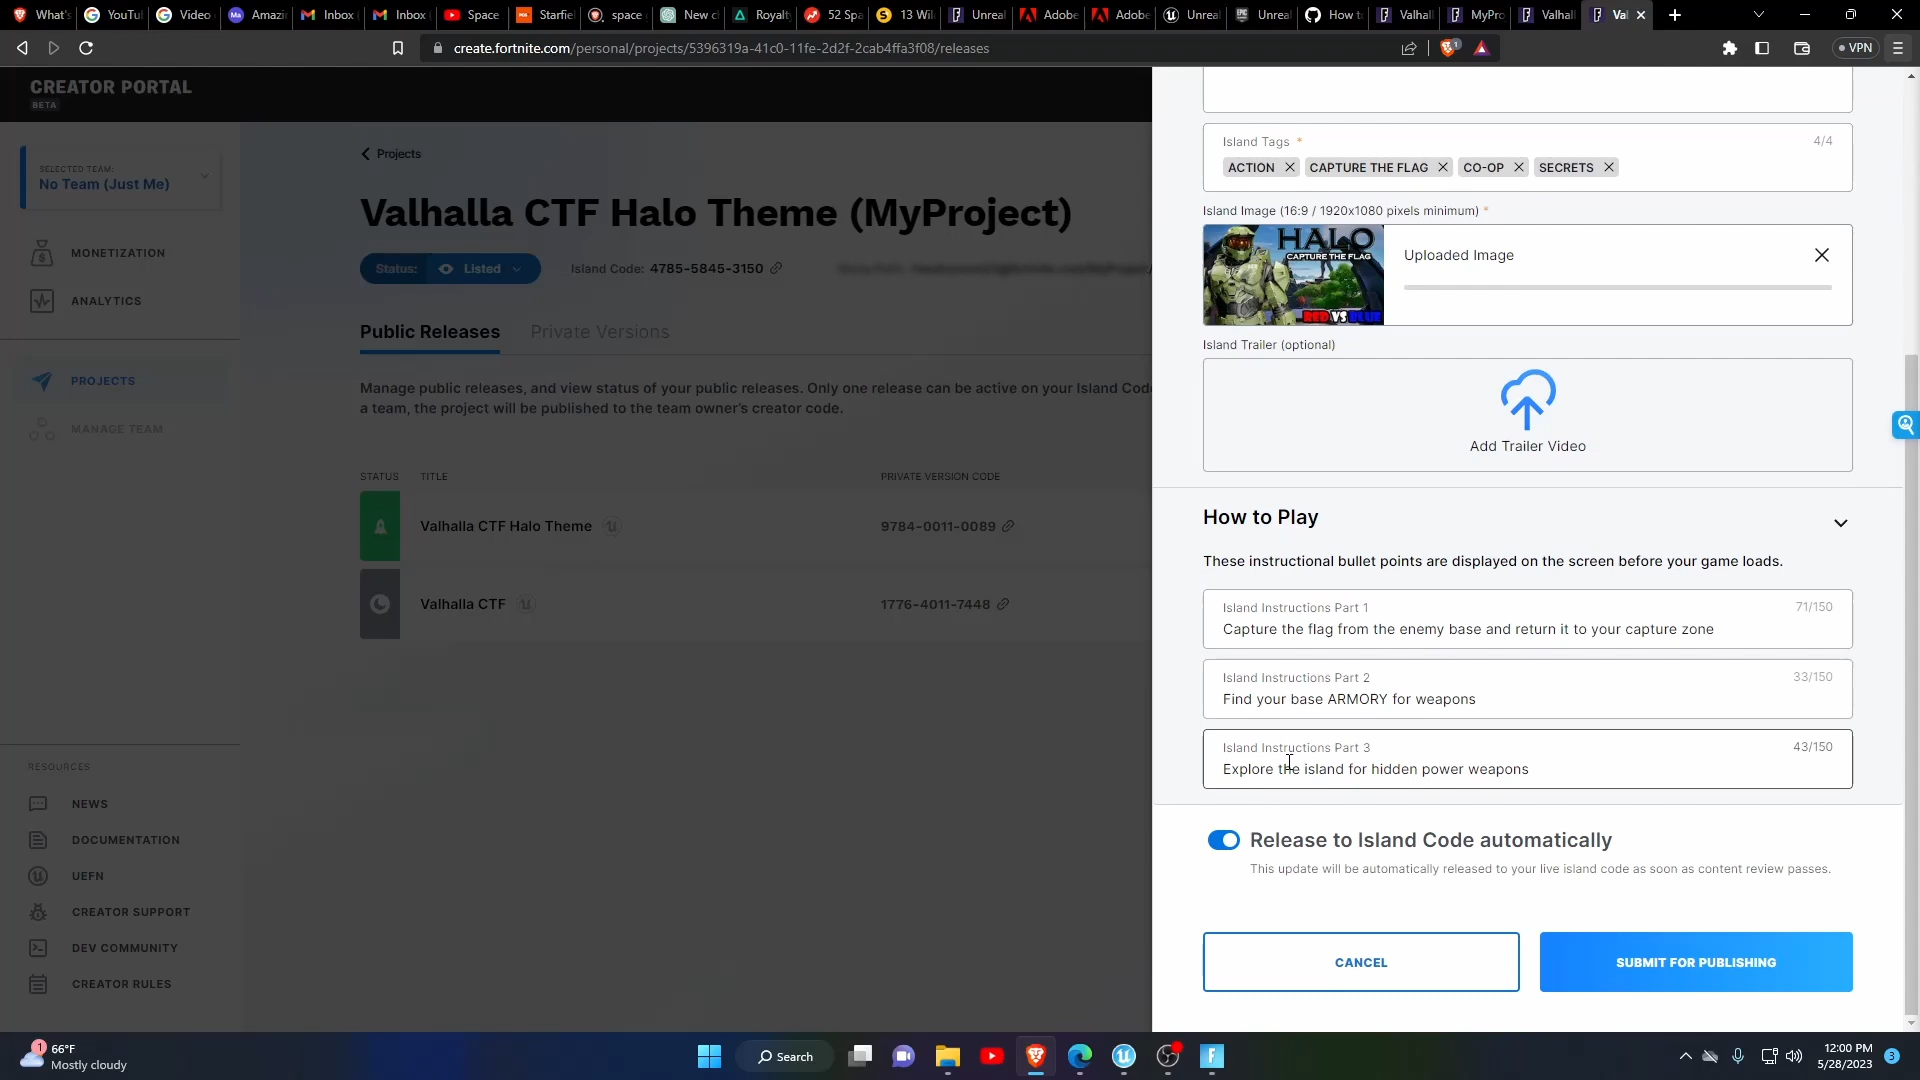 What's
YouTu
Video
Amazi
Inbox
Inbox
Space
Starfie
space
New c
Royalt
52 Spa
13 Wil
Unrea
Adobe
Adobe
Unrea
Unrea
How t
Valhall
MyPro
Valhall
Val
create.fortnite.com/personal/projects/5396319a-41c0-11fe-2d2f-2cab4ffa3f08/releases
VPN
CREATOR PORTAL
BETA
SELECTED TEAM:
No Team (Just Me)
MONETIZATION
ANALYTICS
PROJECTS
MANAGE TEAM
RESOURCES
NEWS
DOCUMENTATION
UEFN
CREATOR SUPPORT
DEV COMMUNITY
CREATOR RULES
Projects
Valhalla CTF Halo Theme (MyProject)
Status: Listed
Island Code: 4785-5845-3150
Public Releases Private Versions
Manage public releases, and view status of your public releases. Only one release can be active on your Island Cod
a team, the project will be published to the team owner's creator code.
STATUS TITLE PRIVATE VERSION CODE
Valhalla CTF Halo Theme 9784-0011-0089
Valhalla CTF 1776-4011-7448
Island Tags * 4/4
ACTION CAPTURE THE FLAG CO-OP SECRETS
Island Image (16:9 / 1920x1080 pixels minimum) *
HALO
CAPTURE THE FLAG
RED VS BLUE
Uploaded Image
Island Trailer (optional)
Add Trailer Video
How to Play
These instructional bullet points are displayed on the screen before your game loads.
Island Instructions Part 1 71/150
Capture the flag from the enemy base and return it to your capture zone
Island Instructions Part 2 33/150
Find your base ARMORY for weapons
Island Instructions Part 3 43/150
Explore the island for hidden power weapons
Release to Island Code automatically
This update will be automatically released to your live island code as soon as content review passes.
CANCEL
SUBMIT FOR PUBLISHING
1
66°F
Mostly cloudy
Search
12:00 PM
5/28/2023
3